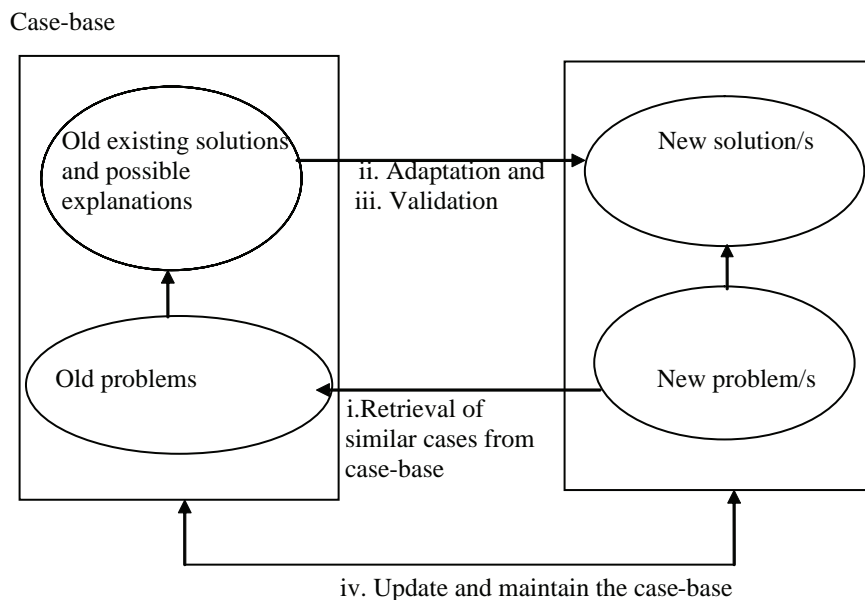 Case-base
Old existing solutions
and possible
explanations
New solution/s
ii. Adaptation and
iii. Validation
Old problems
New problem/s
i.Retrieval of
similar cases from
case-base
iv. Update and maintain the case-base